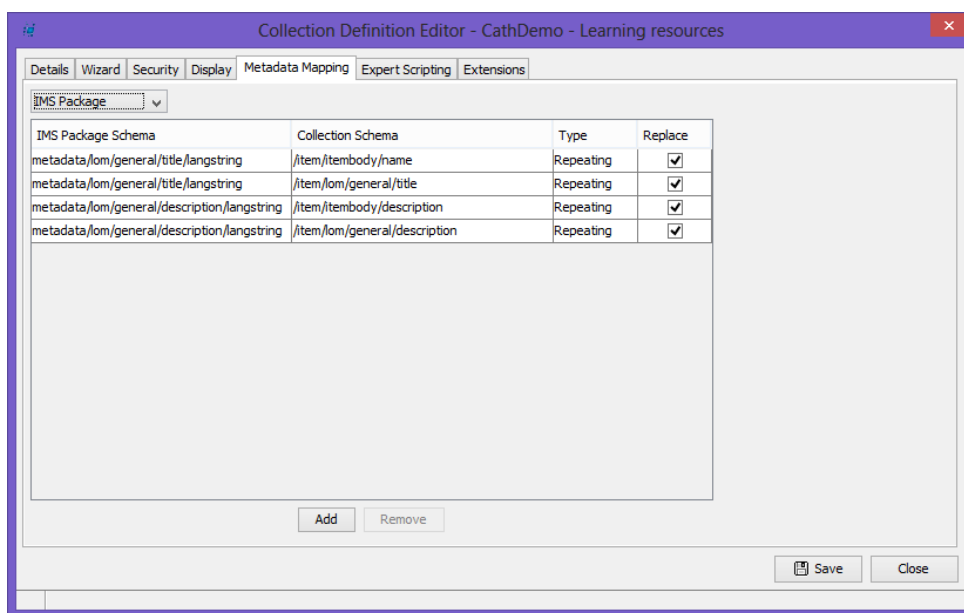 Collection Definition Editor - CathDemo - Learning resources
Details Wizard Security Display Metadata Mapping Expert Scripting Extensions
IMS Package
IMS Package Schema Collection Schema Type Replace
metadata/lom/general/title/langstring /item/itembody/name Repeating
metadata/lom/general/title/langstring /item/lom/general/title Repeating
metadata/lom/general/description/langstring /item/itembody/description Repeating
metadata/lom/general/description/langstring /item/lom/general/description Repeating
Add Remove
Save Close